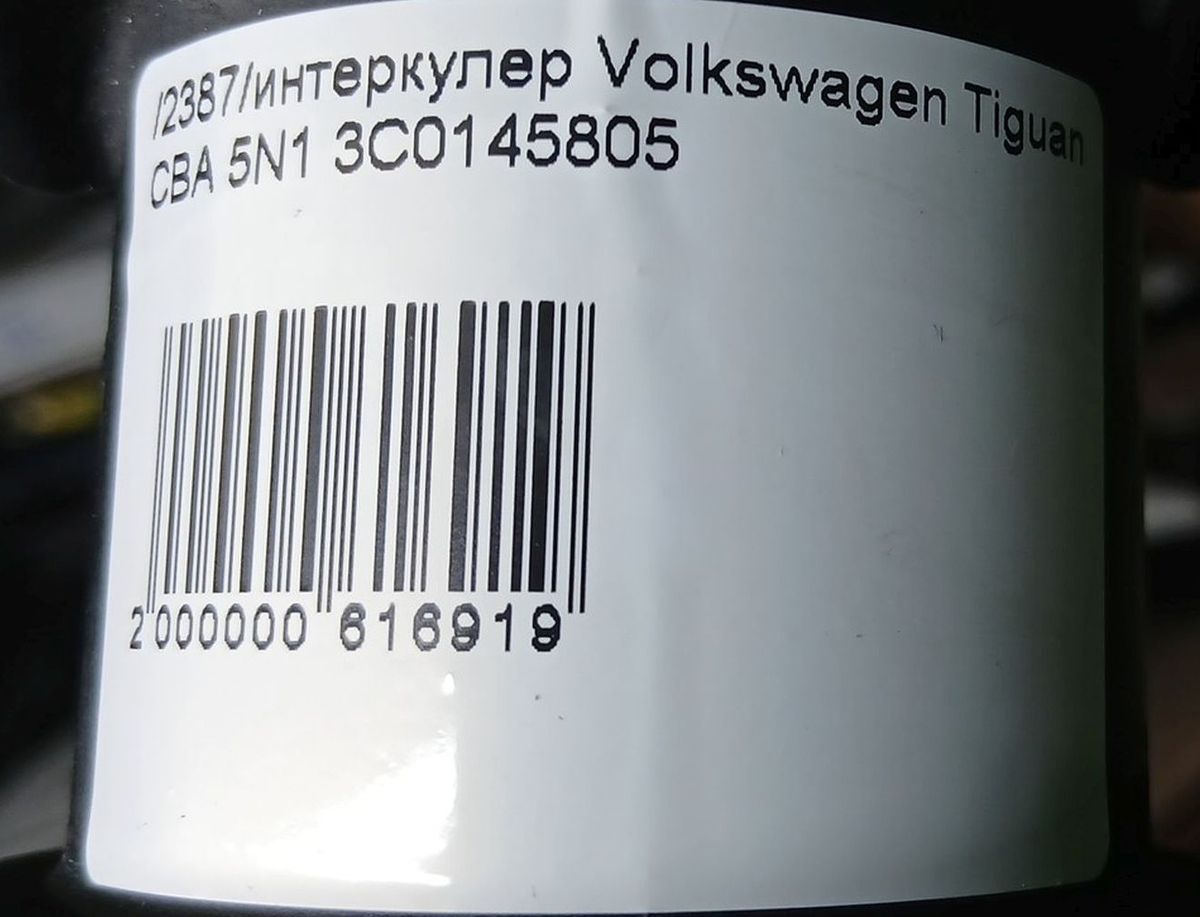 /2387/интеркулер Volkswagen Tiguan
CBA 5N1 3C0145805
2 000000 616919